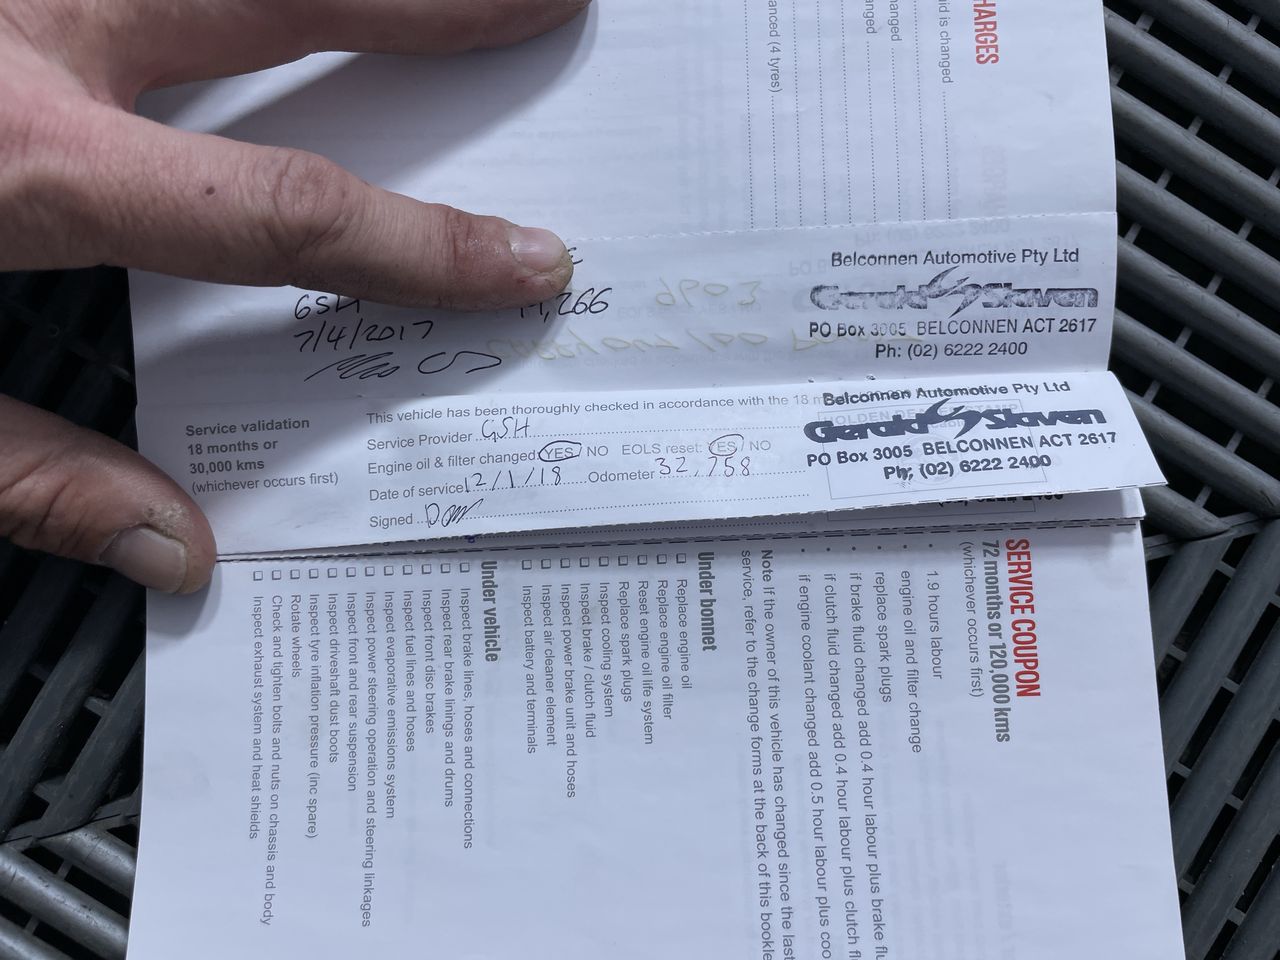 CHARGES
id is changed
hanged
anged
anced (4 tyres)
GSH
7/4/2017
,266
Belconnen Automotive Pty Ltd
Gerald Slaven
PO Box 3005 BELCONNEN ACT 2617
Ph: (02) 6222 2400
Service validation
18 months or
30,000 kms
(whichever occurs first)
This vehicle has been thoroughly checked in accordance with the 18 m
Service Provider GSH
Engine oil & filter changed: YES NO EOLS reset: YES NO
Date of service 12/1/18 Odometer 32,758
Signed
Belconnen Automotive Pty Ltd
Gerald Slaven
PO Box 3005 BELCONNEN ACT 2617
Ph: (02) 6222 2400
SERVICE COUPON
72 months or 120,000 kms
(whichever occurs first)
• 1.9 hours labour
• engine oil and filter change
• replace spark plugs
• if brake fluid changed add 0.4 hour labour plus brake flu
• if clutch fluid changed add 0.4 hour labour plus clutch fl
• if engine coolant changed add 0.5 hour labour plus coo
Note If the owner of this vehicle has changed since the last
service, refer to the change forms at the back of this bookle
Under bonnet
Replace engine oil
Replace engine oil filter
Reset engine oil life system
Replace spark plugs
Inspect cooling system
Inspect brake / clutch fluid
Inspect power brake unit and hoses
Inspect air cleaner element
Inspect battery and terminals
Under vehicle
Inspect brake lines, hoses and connections
Inspect rear brake linings and drums
Inspect front disc brakes
Inspect fuel lines and hoses
Inspect evaporative emissions system
Inspect power steering operation and steering linkages
Inspect front and rear suspension
Inspect driveshaft dust boots
Inspect tyre inflation pressure (inc spare)
Rotate wheels
Check and tighten bolts and nuts on chassis and body
Inspect exhaust system and heat shields